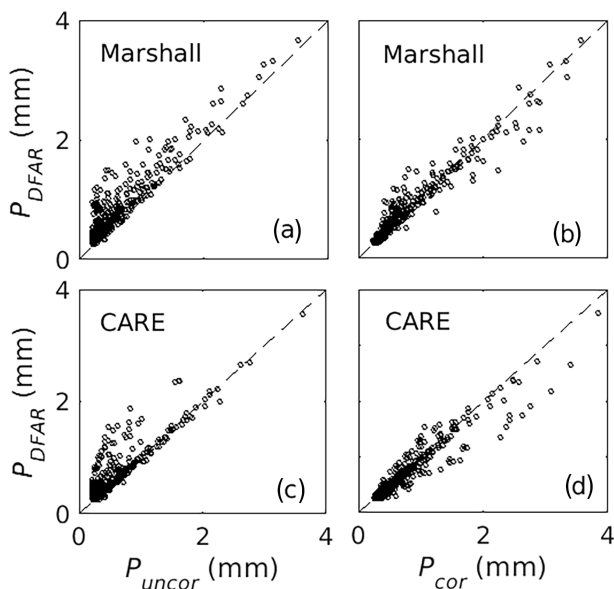 4
Marshall
P_DFAR (mm)
2
(a)
0
Marshall
(b)
4
CARE
P_DFAR (mm)
2
(c)
0
0
2
4
P_uncor (mm)
CARE
(d)
0
2
4
P_cor (mm)